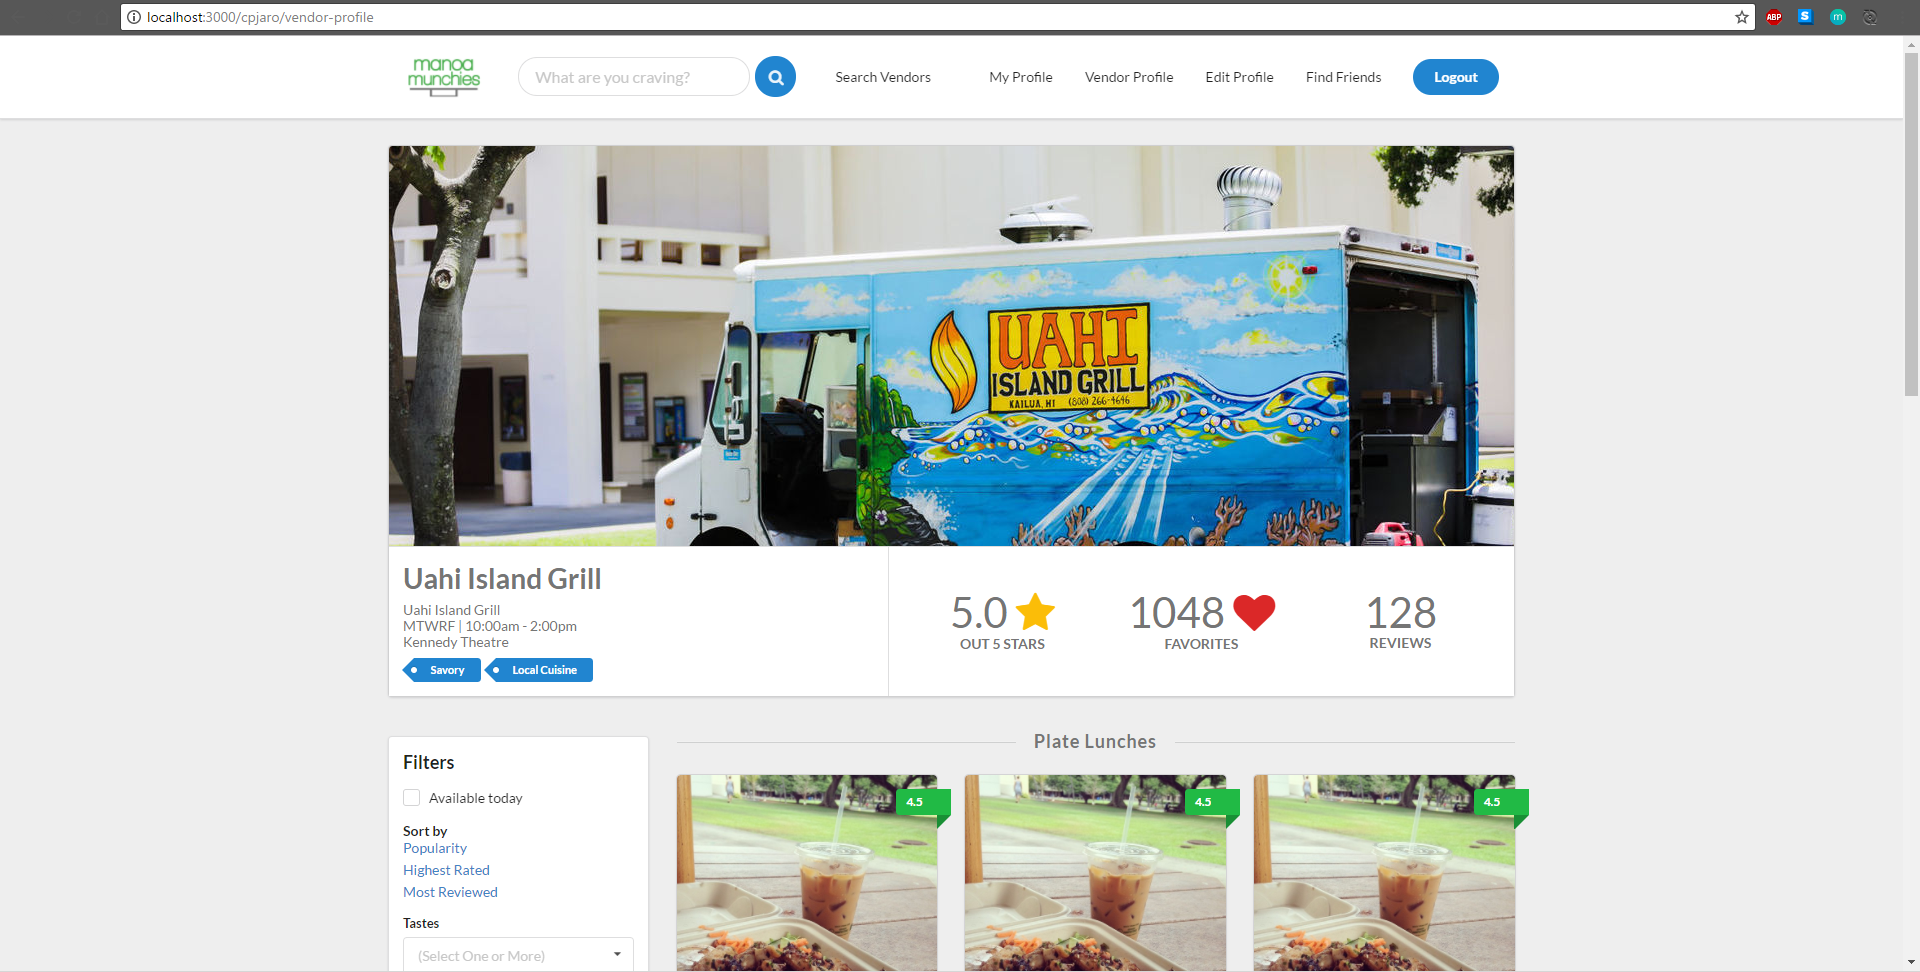 localhost:3000/cpjaro/vendor-profile
ABP
S
m
manoa
munchies
What are you craving?
Search Vendors
My Profile
Vendor Profile
Edit Profile
Find Friends
Logout
UAHI
ISLAND GRILL
KAILUA, HI (808) 266-4646
Uahi Island Grill
Uahi Island Grill
MTWRF | 10:00am - 2:00pm
Kennedy Theatre
Savory
Local Cuisine
5.0
OUT 5 STARS
1048
FAVORITES
128
REVIEWS
Filters
Available today
Sort by
Popularity
Highest Rated
Most Reviewed
Tastes
(Select One or More)
Plate Lunches
4.5
4.5
4.5